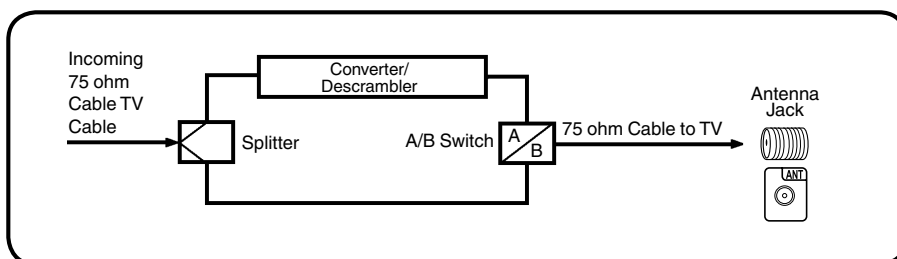 Incoming
75 ohm
Cable TV
Cable
Converter/
Descrambler
Splitter
A/B Switch
A
B
75 ohm Cable to TV
Antenna
Jack
ANT